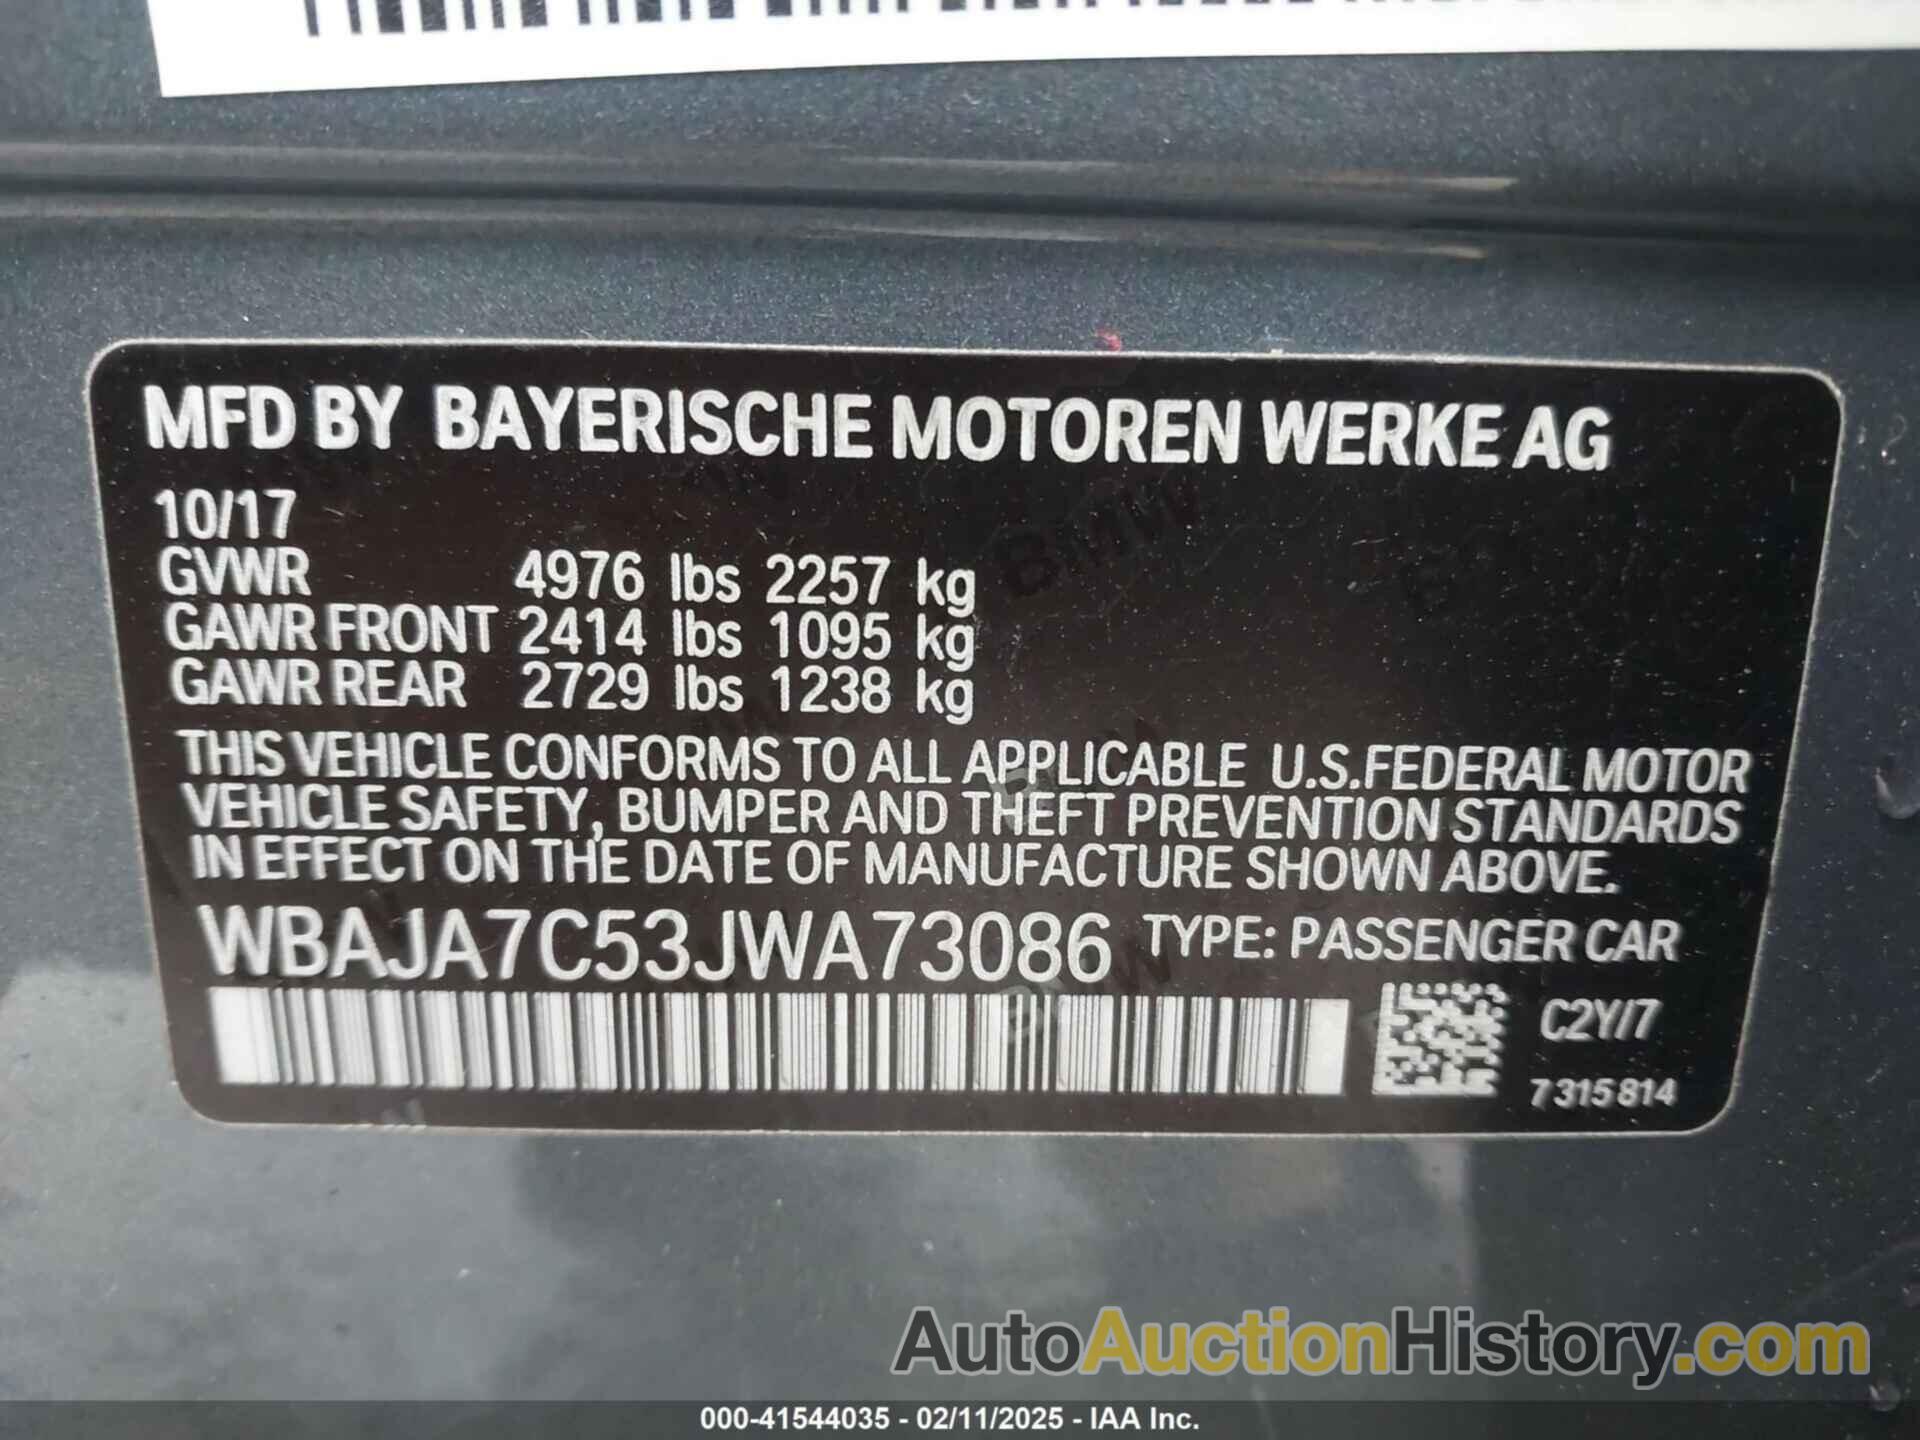 MFD BY BAYERISCHE MOTOREN WERKE AG
10/17
GVWR 4976 lbs 2257 kg
GAWR FRONT 2414 lbs 1095 kg
GAWR REAR 2729 lbs 1238 kg
THIS VEHICLE CONFORMS TO ALL APPLICABLE U.S.FEDERAL MOTOR
VEHICLE SAFETY, BUMPER AND THEFT PREVENTION STANDARDS
IN EFFECT ON THE DATE OF MANUFACTURE SHOWN ABOVE.
WBAJA7C53JWA73086 TYPE: PASSENGER CAR
C2Y/7
7315814
AutoAuctionHistory.com
000-41544035 - 02/11/2025 - IAA Inc.